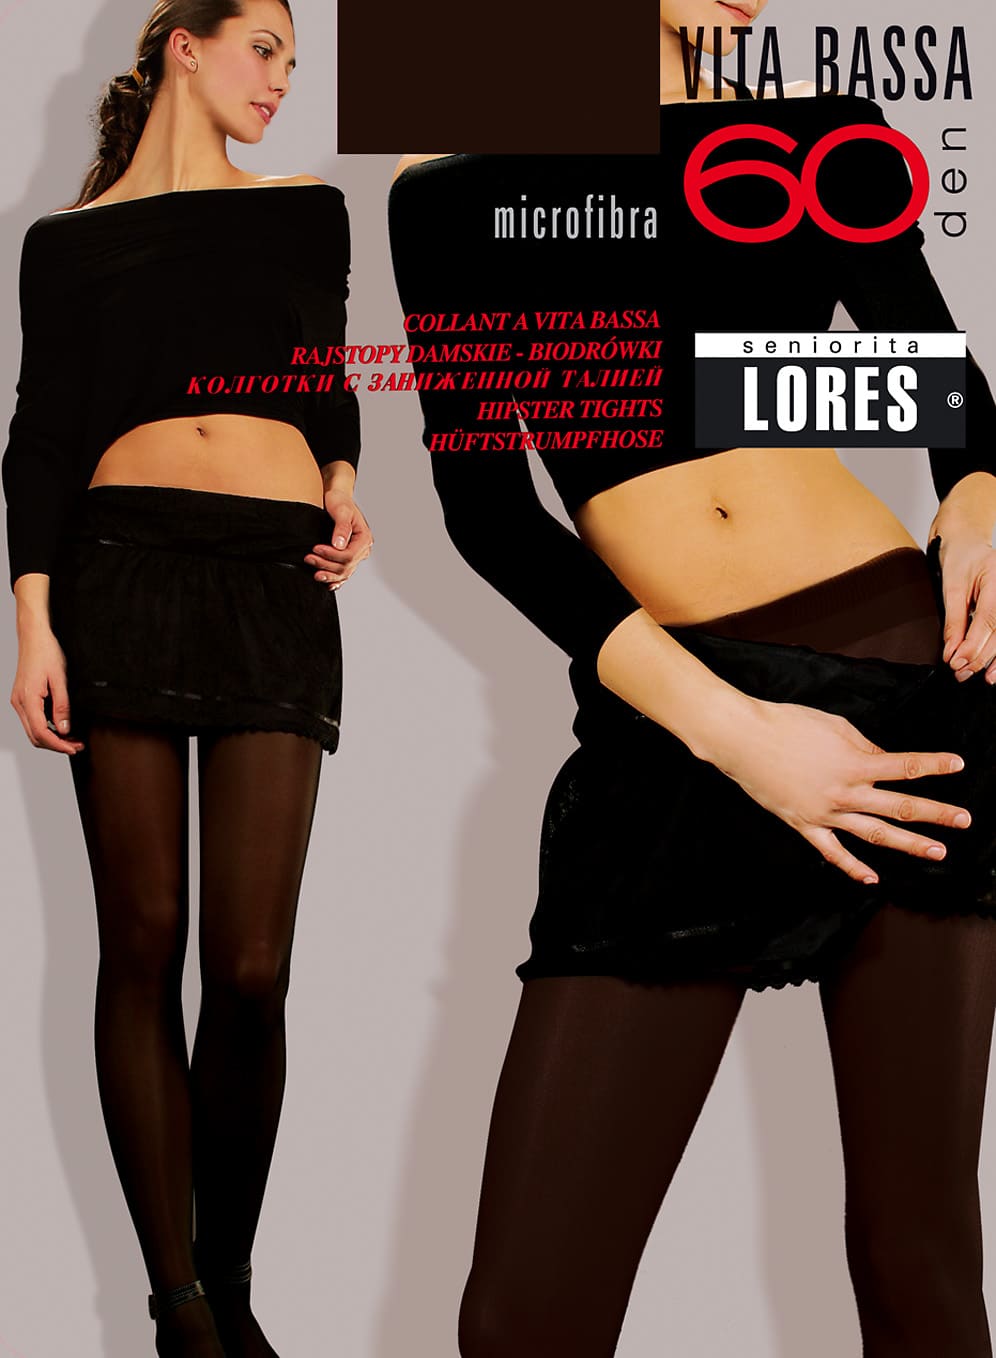 VITA BASSA
60 den
microfibra
COLLANT A VITA BASSA
RAJSTOPY DAMSKIE - BIODRÓWKI
КОЛГОТКИ С ЗАНИЖЕННОЙ ТАЛИЕЙ
HIPSTER TIGHTS
HÜFTSTRUMPFHOSE
seniorita
LORES ®